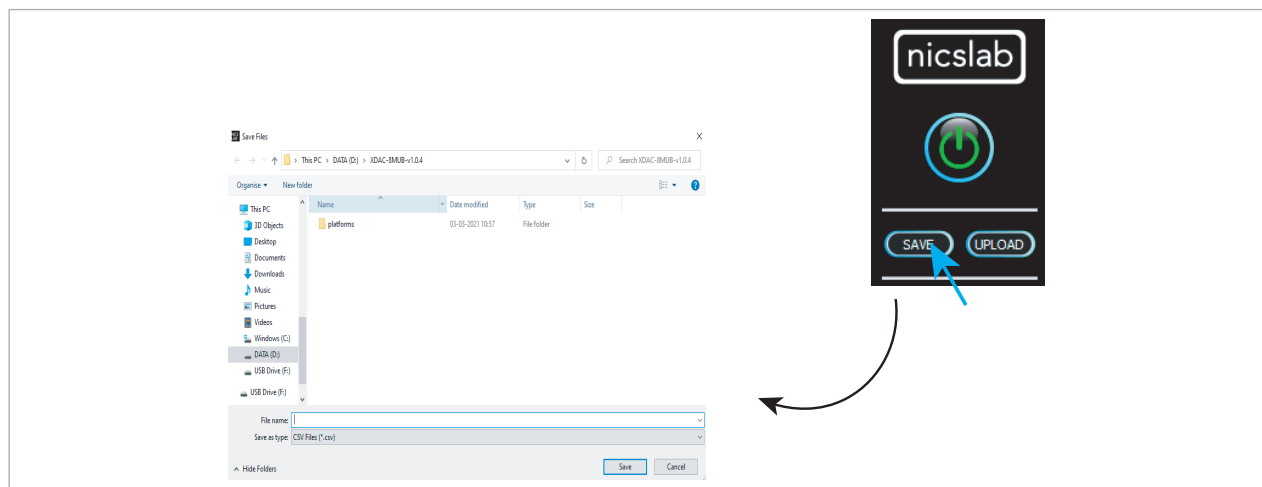 nicslab
SAVE UPLOAD
Save Files
This PC > DATA (D:) > XDAC-8MUB-v1.0.4 Search XDAC-8MUB-v1.0.4
Organise New folder
Name Date modified Type Size
platforms 03-03-2021 10:57 File folder
This PC
3D Objects
Desktop
Documents
Downloads
Music
Pictures
Videos
Windows (C:)
DATA (D:)
USB Drive (F:)
USB Drive (F:)
File name:
Save as type: CSV Files (*.csv)
Hide Folders Save Cancel